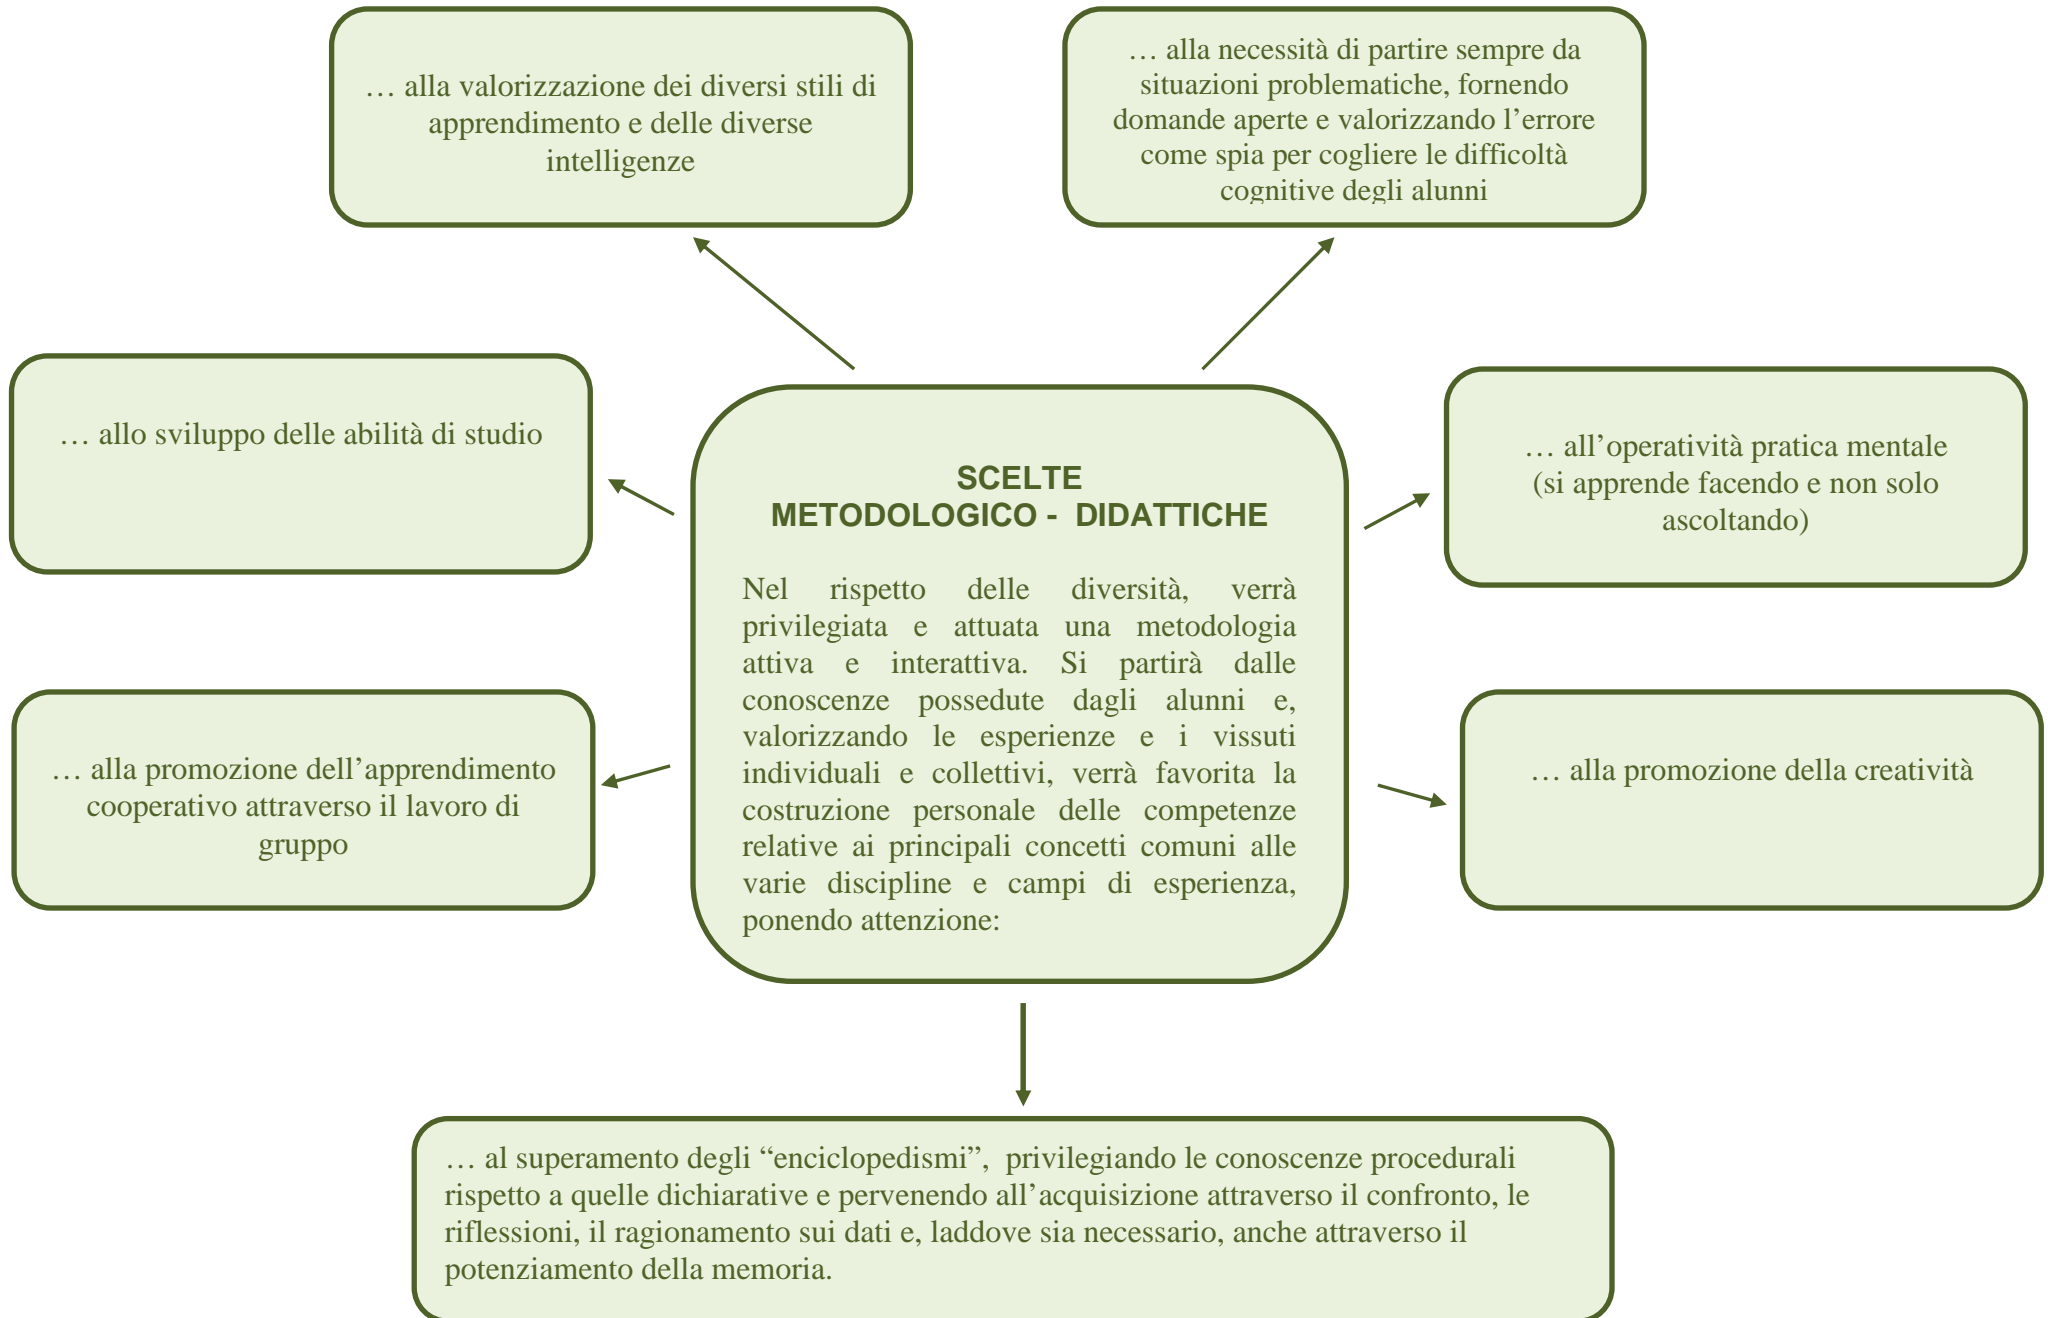 … alla valorizzazione dei diversi stili di
apprendimento e delle diverse
intelligenze
… alla necessità di partire sempre da
situazioni problematiche, fornendo
domande aperte e valorizzando l’errore
come spia per cogliere le difficoltà
cognitive degli alunni
… allo sviluppo delle abilità di studio
SCELTE
METODOLOGICO - DIDATTICHE
Nel rispetto delle diversità, verrà
privilegiata e attuata una metodologia
attiva e interattiva. Si partirà dalle
conoscenze possedute dagli alunni e,
valorizzando le esperienze e i vissuti
individuali e collettivi, verrà favorita la
costruzione personale delle competenze
relative ai principali concetti comuni alle
varie discipline e campi di esperienza,
ponendo attenzione:
… all’operatività pratica mentale
(si apprende facendo e non solo
ascoltando)
… alla promozione dell’apprendimento
cooperativo attraverso il lavoro di
gruppo
… alla promozione della creatività
… al superamento degli “enciclopedismi”, privilegiando le conoscenze procedurali
rispetto a quelle dichiarative e pervenendo all’acquisizione attraverso il confronto, le
riflessioni, il ragionamento sui dati e, laddove sia necessario, anche attraverso il
potenziamento della memoria.